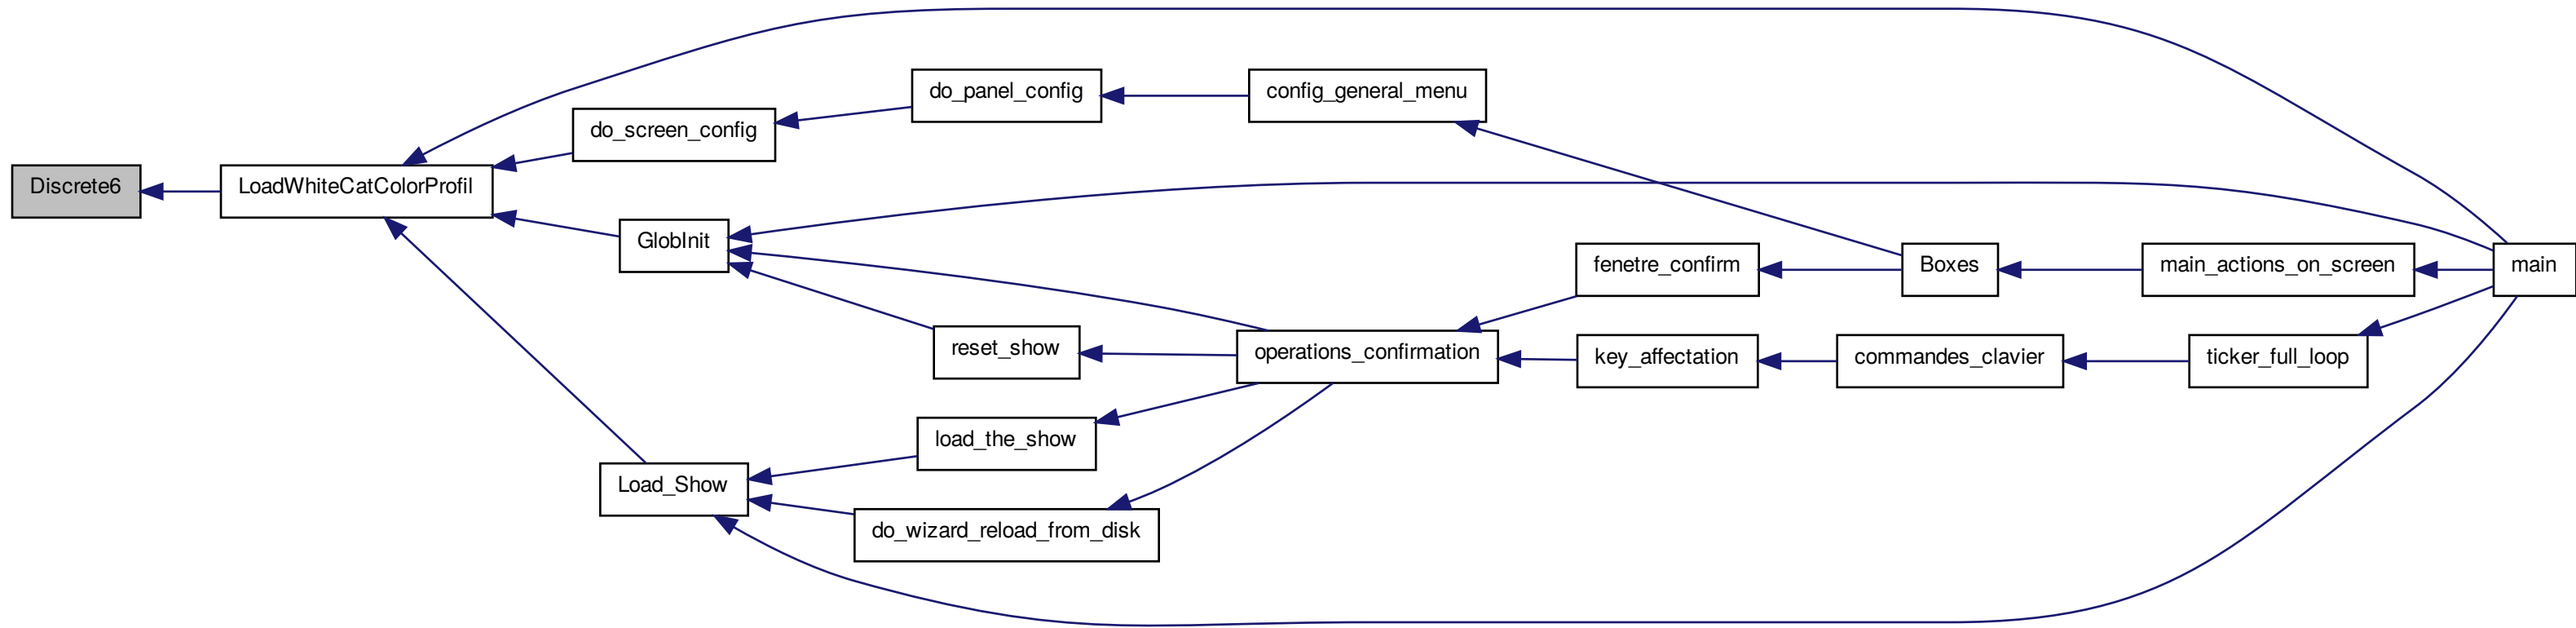 Discrete6
LoadWhiteCatColorProfil
do_screen_config
do_panel_config
config_general_menu
GlobInit
reset_show
operations_confirmation
fenetre_confirm
Boxes
main_actions_on_screen
main
key_affectation
commandes_clavier
ticker_full_loop
Load_Show
load_the_show
do_wizard_reload_from_disk